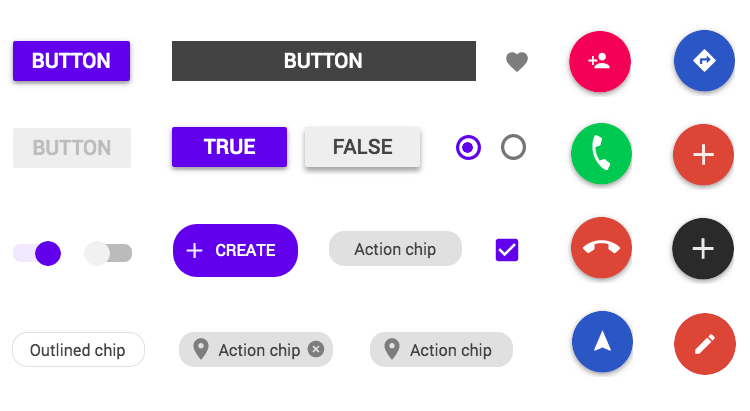 BUTTON
BUTTON
BUTTON
TRUE
FALSE
CREATE
Action chip
Outlined chip
Action chip
Action chip